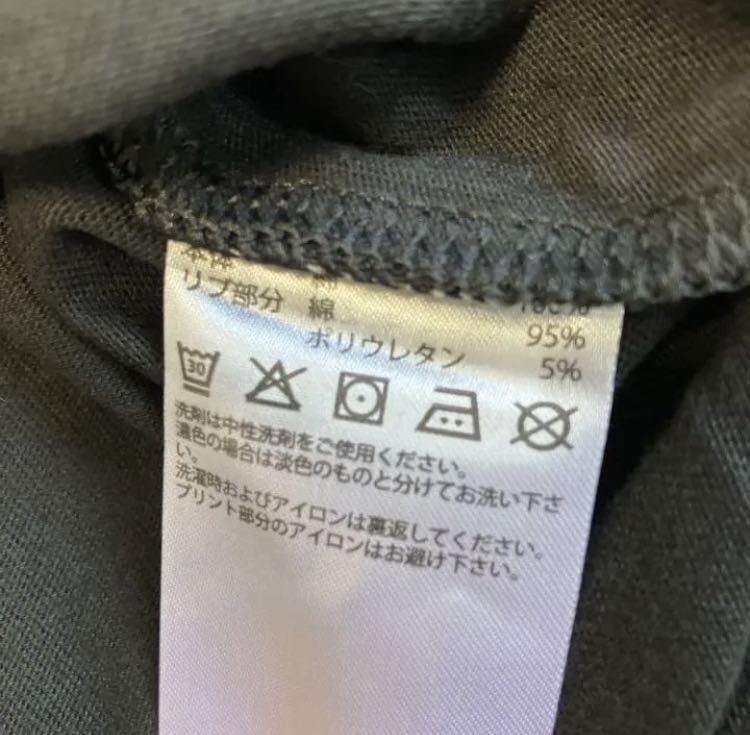 本体 綿 100%
リブ部分 綿 95%
ポリウレタン 5%
30
洗剤は中性洗剤をご使用ください。
濃色の場合は淡色のものと分けてお洗い下さ
い。
洗濯時およびアイロンは裏返してください。
プリント部分のアイロンはお避け下さい。